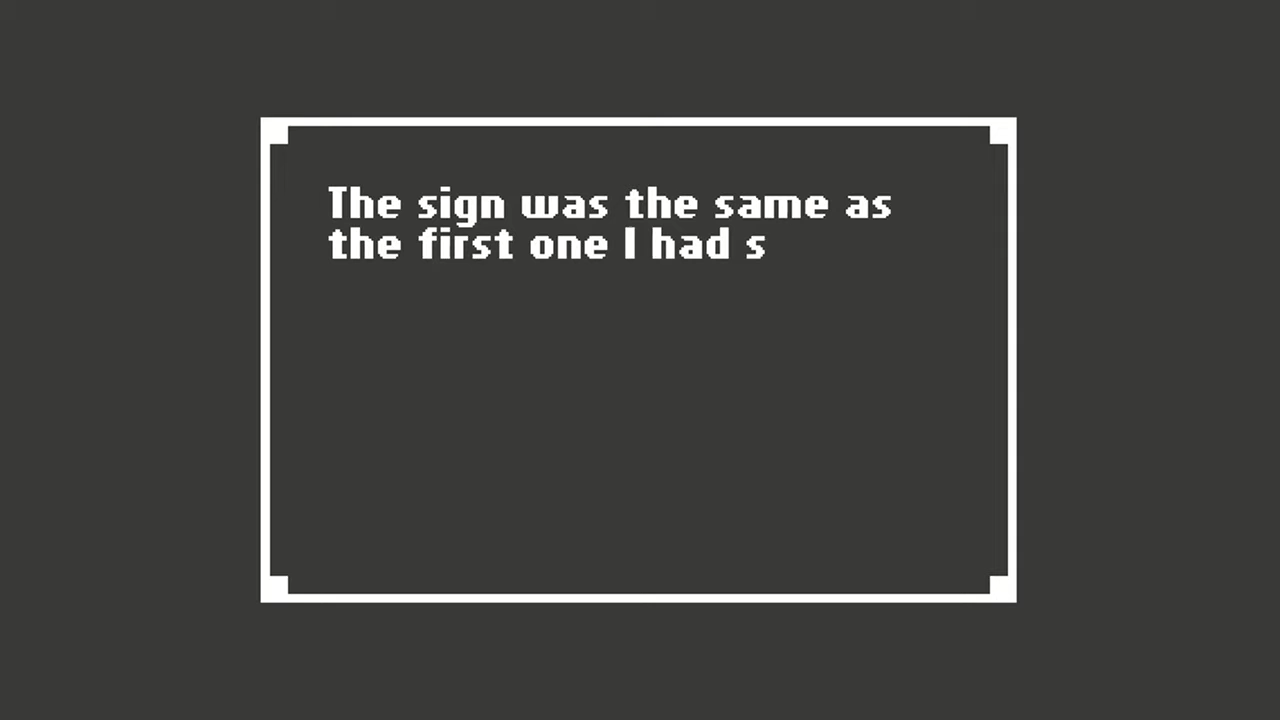 The sign was the same as
the first one I had s